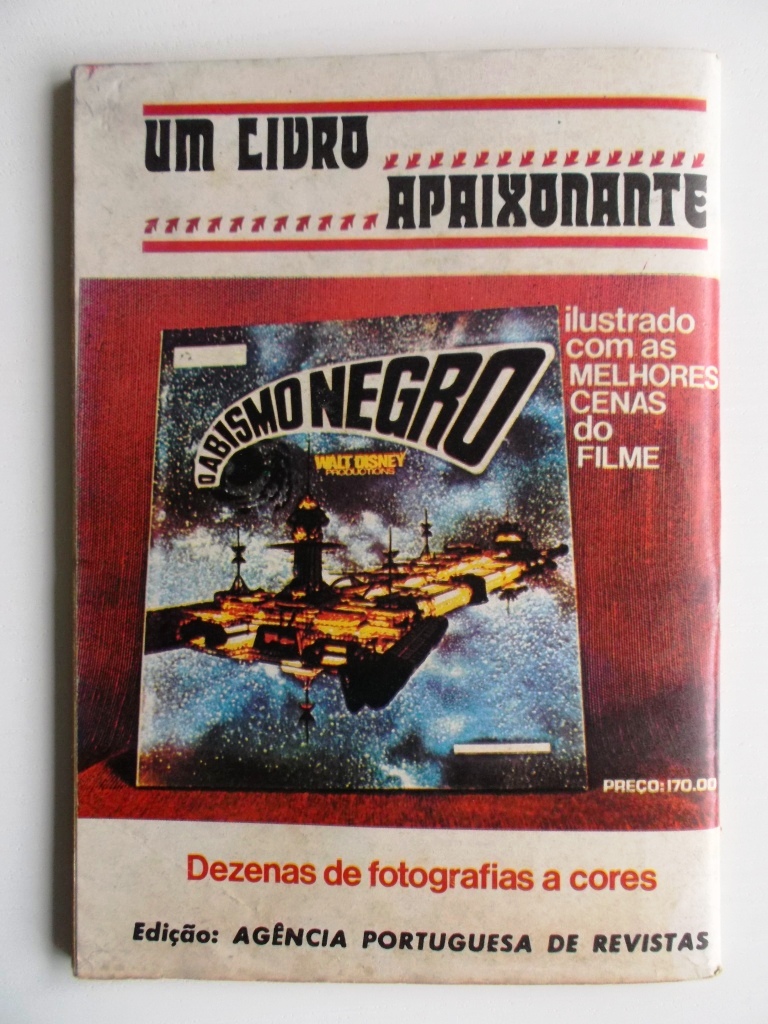 UM LIVRO
APAIXONANTE
ilustrado
com as
MELHORES
CENAS
do
FILME
O ABISMO NEGRO
WALT DISNEY
PRODUCTIONS
PREÇO: 170.00
Dezenas de fotografias a cores
Edição: AGÊNCIA PORTUGUESA DE REVISTAS